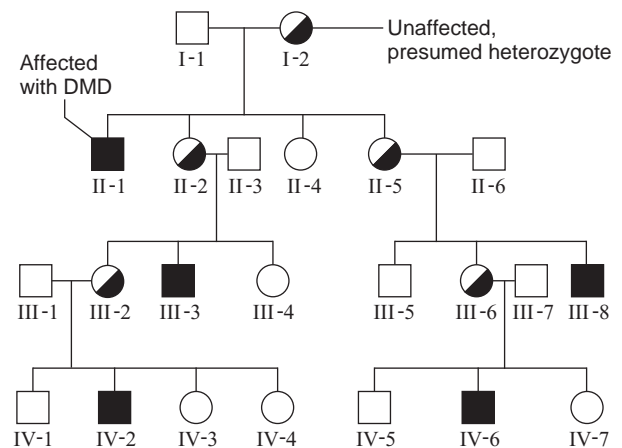 Unaffected,
presumed heterozygote
Affected
with DMD
I-1 I-2
II-1 II-2 II-3 II-4 II-5 II-6
III-1 III-2 III-3 III-4 III-5 III-6 III-7 III-8
IV-1 IV-2 IV-3 IV-4 IV-5 IV-6 IV-7